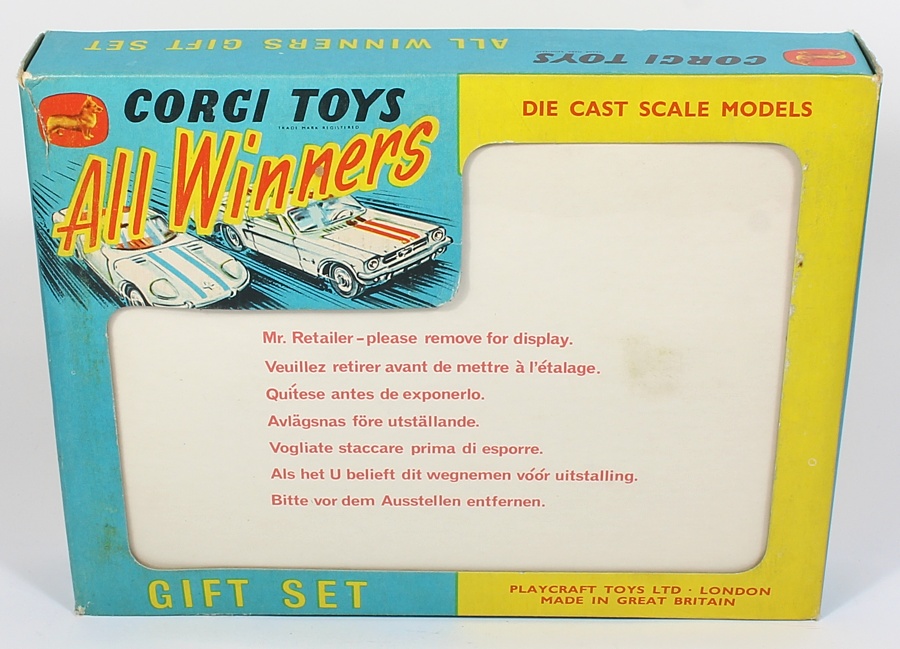 ALL WINNERS GIFT SET
CORGI TOYS
CORGI TOYS
TRADE MARK REGISTERED
All Winners
DIE CAST SCALE MODELS
Mr. Retailer–please remove for display.
Veuillez retirer avant de mettre à l'étalage.
Quítese antes de exponerlo.
Avlägsnas före utställande.
Vogliate staccare prima di esporre.
Als het U belieft dit wegnemen vóór uitstalling.
Bitte vor dem Ausstellen entfernen.
GIFT SET
PLAYCRAFT TOYS LTD · LONDON
MADE IN GREAT BRITAIN